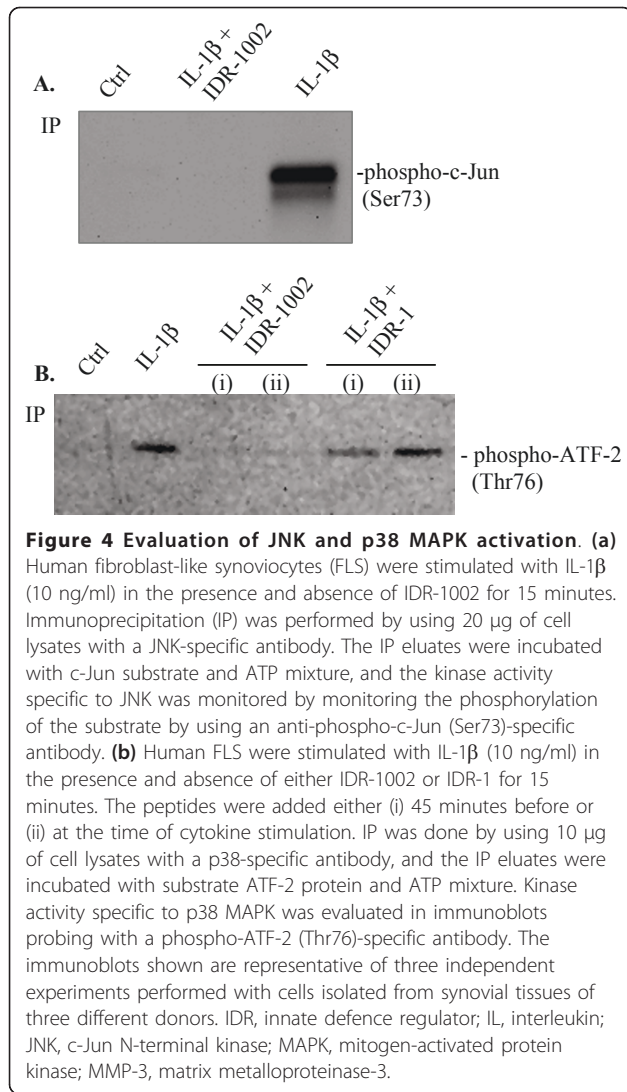 A.
Ctrl
IL-1β +
IDR-1002
IL-1β
IP
-phospho-c-Jun
(Ser73)
B.
Ctrl
IL-1β
IL-1β +
IDR-1002
IL-1β +
IDR-1
(i) (ii) (i) (ii)
IP
- phospho-ATF-2
(Thr76)
Figure 4 Evaluation of JNK and p38 MAPK activation. (a)
Human fibroblast-like synoviocytes (FLS) were stimulated with IL-1β
(10 ng/ml) in the presence and absence of IDR-1002 for 15 minutes.
Immunoprecipitation (IP) was performed by using 20 μg of cell
lysates with a JNK-specific antibody. The IP eluates were incubated
with c-Jun substrate and ATP mixture, and the kinase activity
specific to JNK was monitored by monitoring the phosphorylation
of the substrate by using an anti-phospho-c-Jun (Ser73)-specific
antibody. (b) Human FLS were stimulated with IL-1β (10 ng/ml) in
the presence and absence of either IDR-1002 or IDR-1 for 15
minutes. The peptides were added either (i) 45 minutes before or
(ii) at the time of cytokine stimulation. IP was done by using 10 μg
of cell lysates with a p38-specific antibody, and the IP eluates were
incubated with substrate ATF-2 protein and ATP mixture. Kinase
activity specific to p38 MAPK was evaluated in immunoblots
probing with a phospho-ATF-2 (Thr76)-specific antibody. The
immunoblots shown are representative of three independent
experiments performed with cells isolated from synovial tissues of
three different donors. IDR, innate defence regulator; IL, interleukin;
JNK, c-Jun N-terminal kinase; MAPK, mitogen-activated protein
kinase; MMP-3, matrix metalloproteinase-3.